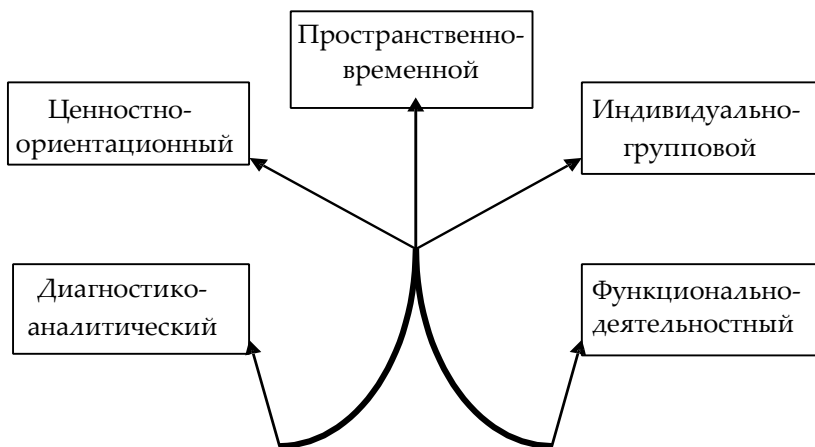 Пространственно-
временной
Ценностно-
ориентационный
Индивидуально-
групповой
Диагностико-
аналитический
Функционально-
деятельностный